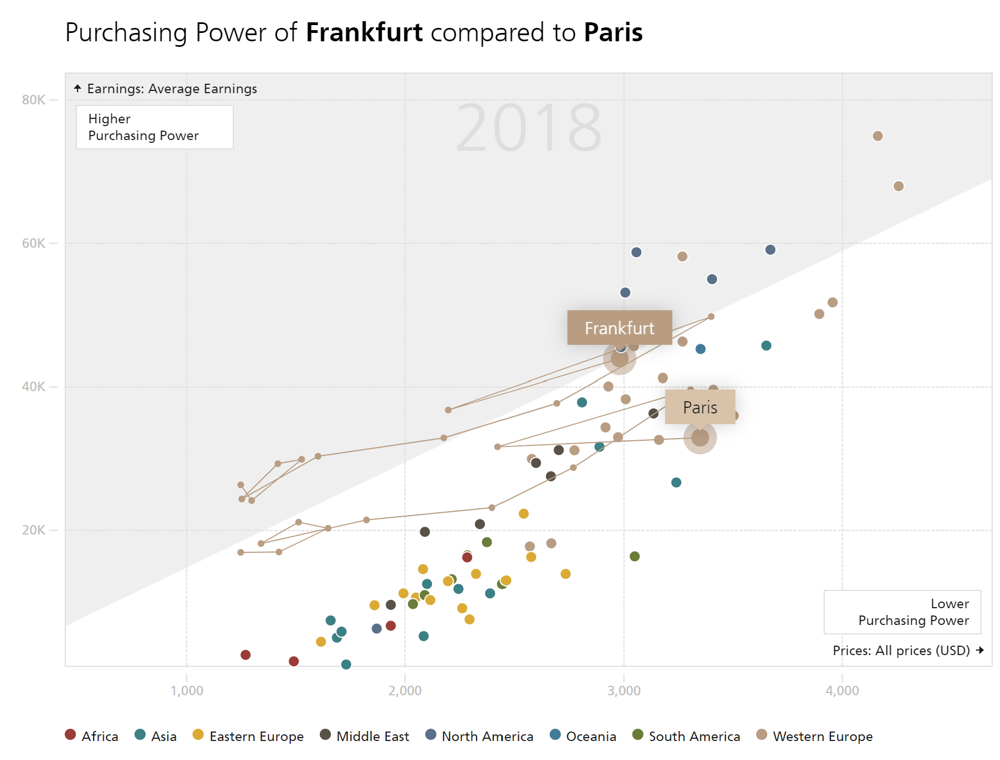 Purchasing Power of Frankfurt compared to Paris
Earnings: Average Earnings
80K
2018
Higher
Purchasing Power
60K
Frankfurt
40K
Paris
20K
Lower
Purchasing Power
Prices: All prices (USD)
1,000 2,000 3,000 4,000
Africa Asia Eastern Europe Middle East North America Oceania South America Western Europe